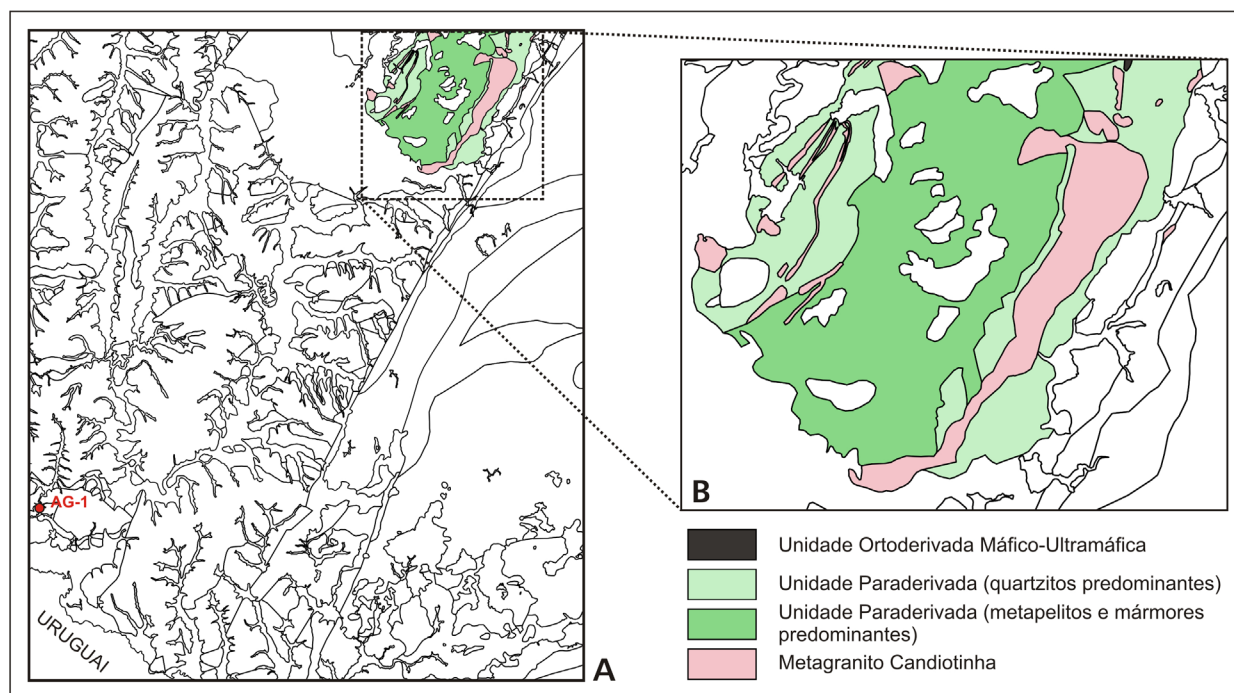 AG-1
URUGUAI
A
B
Unidade Ortoderivada Máfico-Ultramáfica
Unidade Paraderivada (quartzitos predominantes)
Unidade Paraderivada (metapelitos e mármores
predominantes)
Metagranito Candiotinha